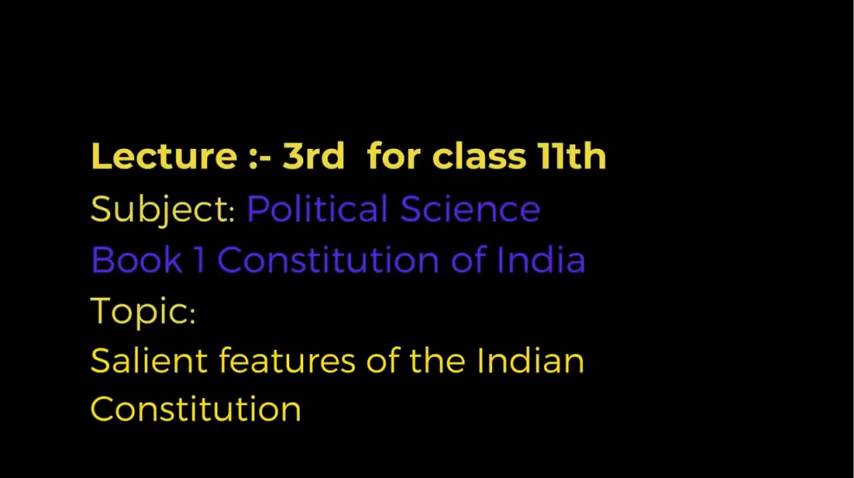 Lecture :- 3rd for class 11th
Subject: Political Science
Book 1 Constitution of India
Topic:
Salient features of the Indian
Constitution